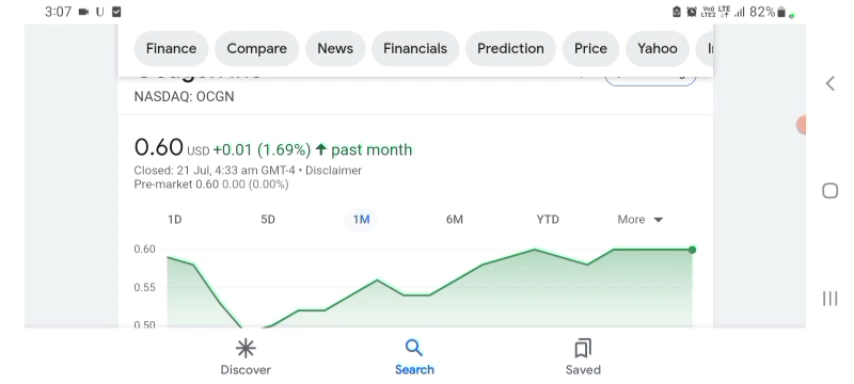 3:07 U LTE2 LTE 82%
Finance Compare News Financials Prediction Price Yahoo
NASDAQ: OCGN
0.60 USD +0.01 (1.69%) ↑ past month
Closed: 21 Jul, 4:33 am GMT-4 • Disclaimer
Pre-market 0.60 0.00 (0.00%)
1D 5D 1M 6M YTD More
0.60
0.55
0.50
Discover Search Saved